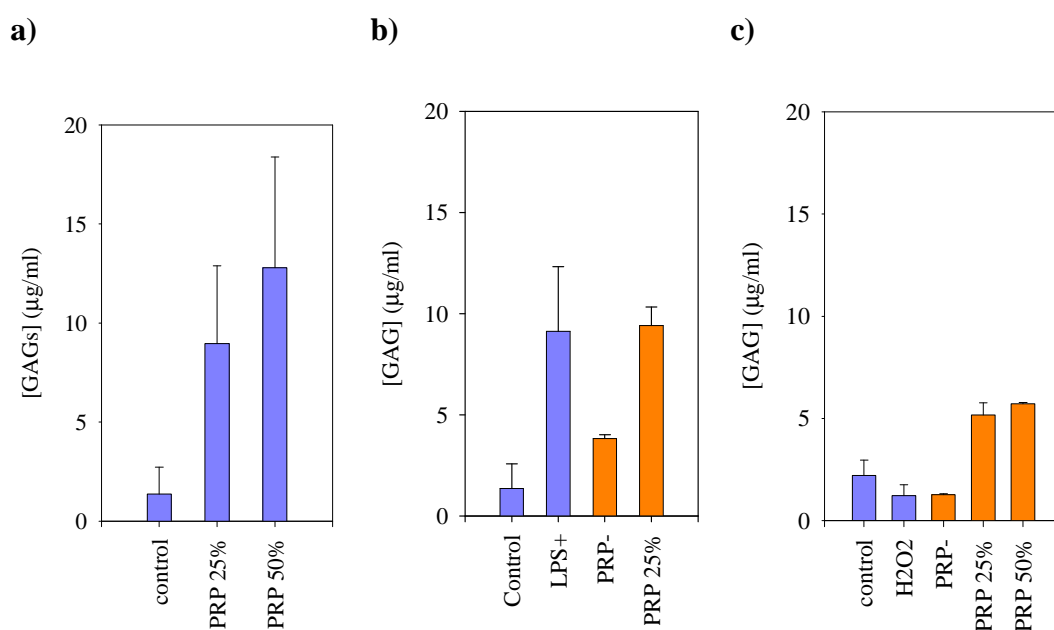 a)
b)
c)
[GAGs] (µg/ml)
20
15
10
5
0
control
PRP 25%
PRP 50%
[GAG] (µg/ml)
20
15
10
5
0
Control
LPS+
PRP-
PRP 25%
[GAG] (µg/ml)
20
15
10
5
0
control
H2O2
PRP-
PRP 25%
PRP 50%